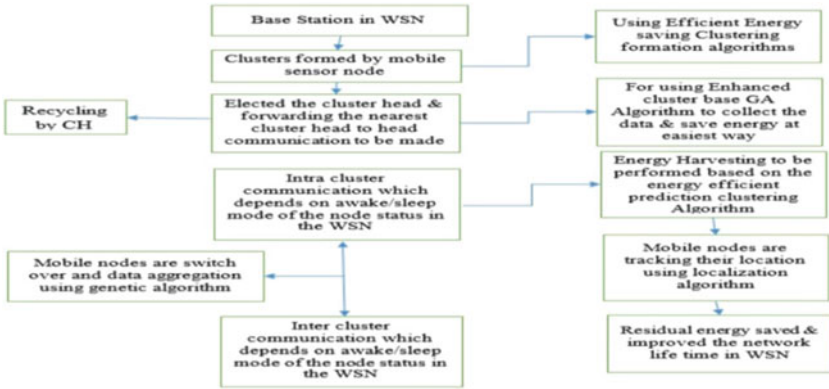 Base Station in WSN
Using Efficient Energy
saving Clustering
formation algorithms
Clusters formed by mobile
sensor node
Recycling
by CH
Elected the cluster head &
forwarding the nearest
cluster head to head
communication to be made
For using Enhanced
cluster base GA
Algorithm to collect the
data & save energy at
easiest way
Intra cluster
communication which
depends on awake/sleep
mode of the node status in
the WSN
Energy Harvesting to be
performed based on the
energy efficient
prediction clustering
Algorithm
Mobile nodes are switch
over and data aggregation
using genetic algorithm
Mobile nodes are
tracking their location
using localization
algorithm
Inter cluster
communication which
depends on awake/sleep
mode of the node status in
the WSN
Residual energy saved &
improved the network
life time in WSN